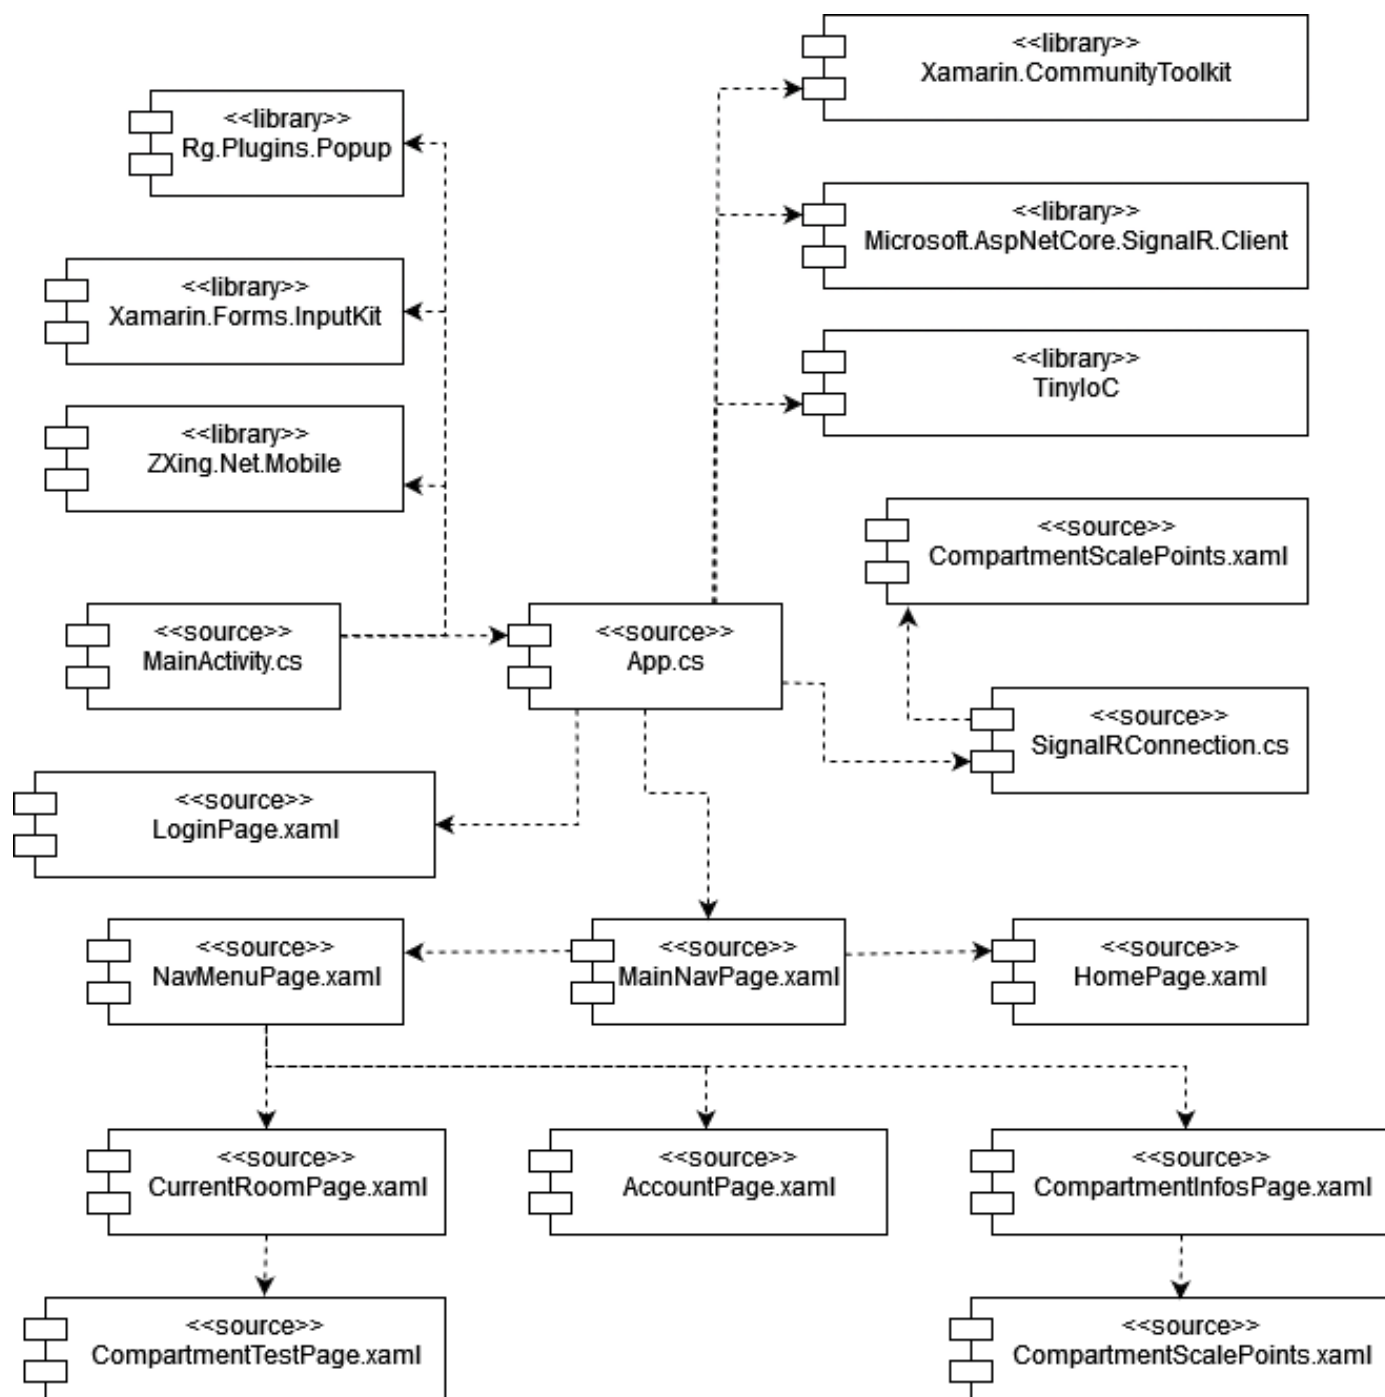 <<library>>
Xamarin.CommunityToolkit
<<library>>
Rg.Plugins.Popup
<<library>>
Microsoft.AspNetCore.SignalR.Client
<<library>>
Xamarin.Forms.InputKit
<<library>>
TinyIoC
<<library>>
ZXing.Net.Mobile
<<source>>
CompartmentScalePoints.xaml
<<source>>
MainActivity.cs
<<source>>
App.cs
<<source>>
SignalRConnection.cs
<<source>>
LoginPage.xaml
<<source>>
NavMenuPage.xaml
<<source>>
MainNavPage.xaml
<<source>>
HomePage.xaml
<<source>>
CurrentRoomPage.xaml
<<source>>
AccountPage.xaml
<<source>>
CompartmentInfosPage.xaml
<<source>>
CompartmentTestPage.xaml
<<source>>
CompartmentScalePoints.xaml